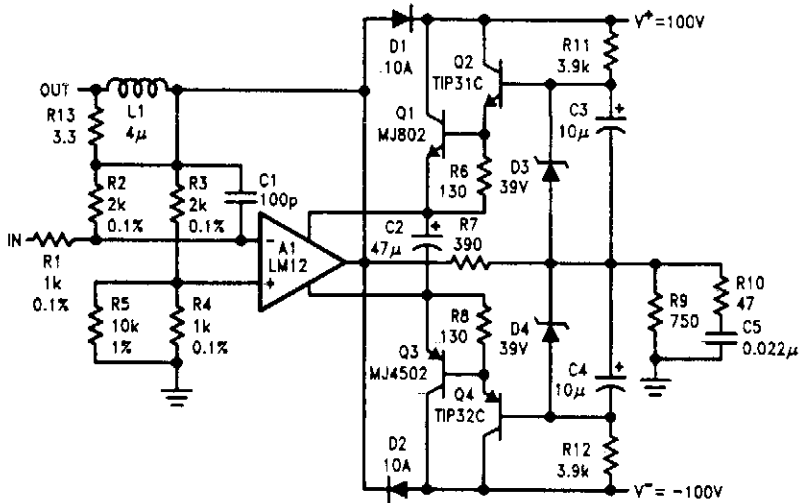 V+=100V
D1
.10A
Q2
TIP31C
R11
3.9k
OUT
L1
4μ
R13
3.3
Q1
MJ802
C3
10μ
+
R2
2k
0.1%
R3
2k
0.1%
C1
100p
R6
130
D3
39V
IN
R1
1k
0.1%
-
A1
LM12
+
C2
47μ
+
R7
390
R5
10k
1%
R4
1k
0.1%
R8
130
D4
39V
R9
750
R10
47
C5
0.022μ
Q3
MJ4502
Q4
TIP32C
C4
10μ
+
D2
10A
R12
3.9k
V-= -100V